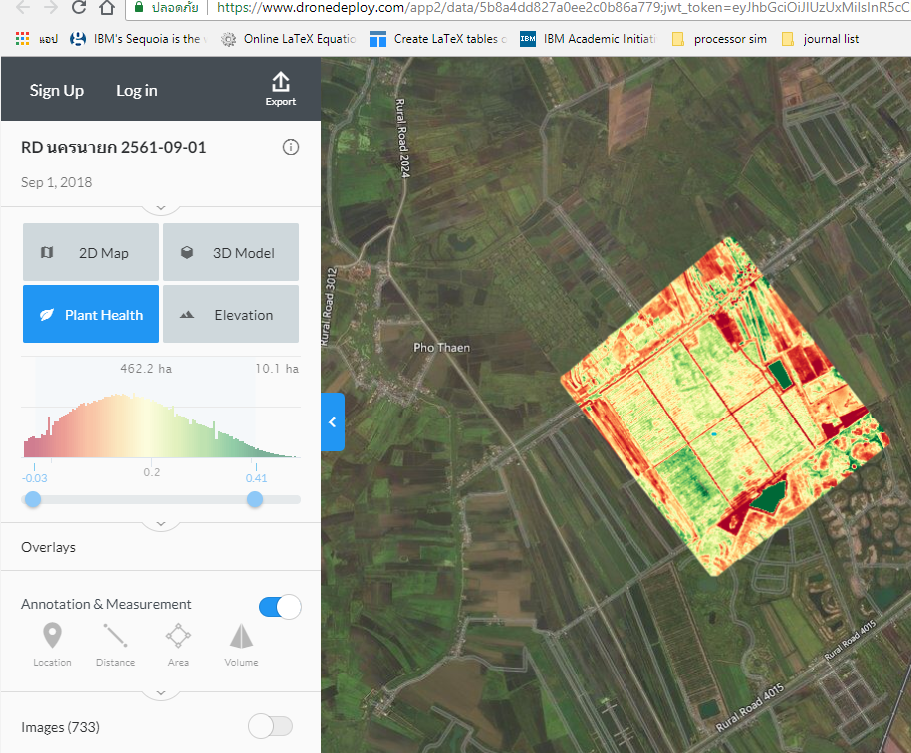 ปลอดภัย
https://www.dronedeploy.com/app2/data/5b8a4dd827a0ee2c0b86a779;jwt_token=eyJhbGciOiJIUzUxMiIsInR5cC
แอป
IBM's Sequoia is the w
Online LaTeX Equatio
Create LaTeX tables o
IBM
IBM Academic Initiati
processor sim
journal list
Sign Up
Log in
Export
RD นครนายก 2561-09-01
Sep 1, 2018
2D Map
3D Model
Plant Health
Elevation
462.2 ha
10.1 ha
-0.03
0.2
0.41
Overlays
Annotation & Measurement
Location
Distance
Area
Volume
Images (733)
Rural Road 2024
Rural Road 3012
Pho Thaen
Rural Road 4015
Rural Road 4015